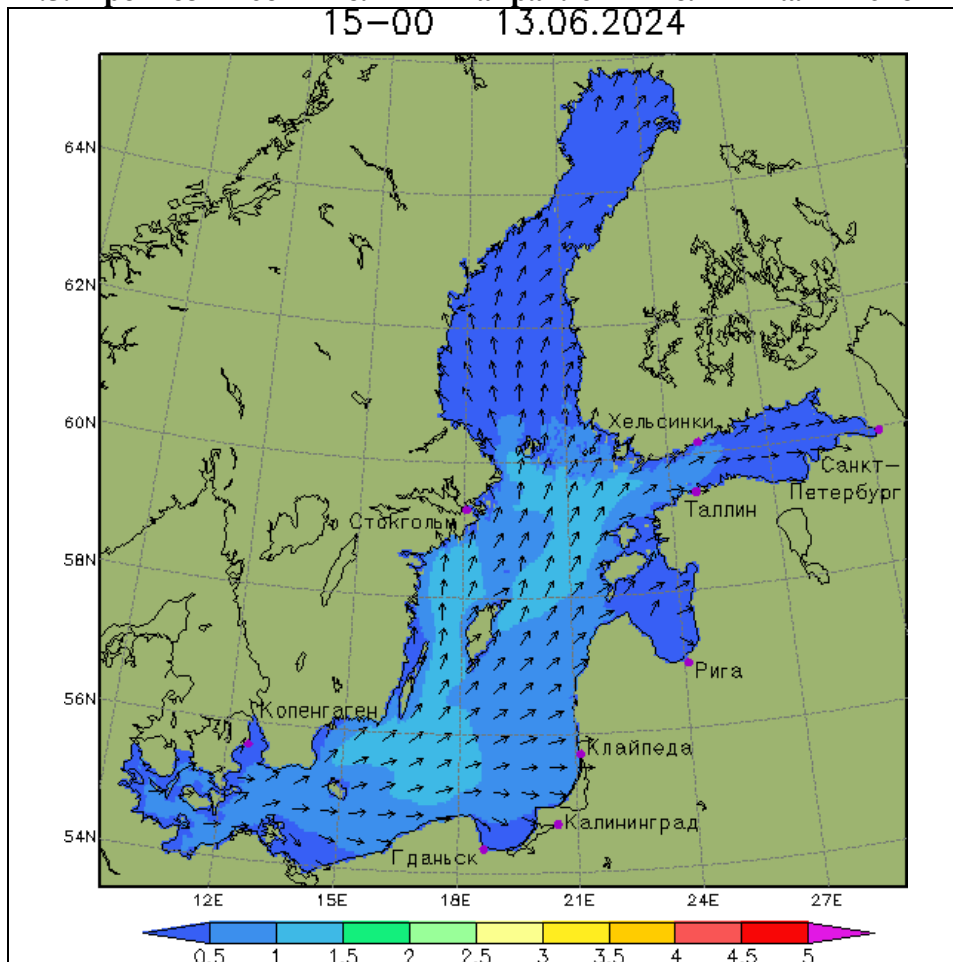 15-00 13.06.2024
64N
62N
60N
Хельсинки
Санкт-
Петербург
Таллин
Стокгольм
58N
Рига
56N
Копенгаген
Клайпеда
54N
Калининград
Гданьск
12E 15E 18E 21E 24E 27E
0.5 1 1.5 2 2.5 3 3.5 4 4.5 5